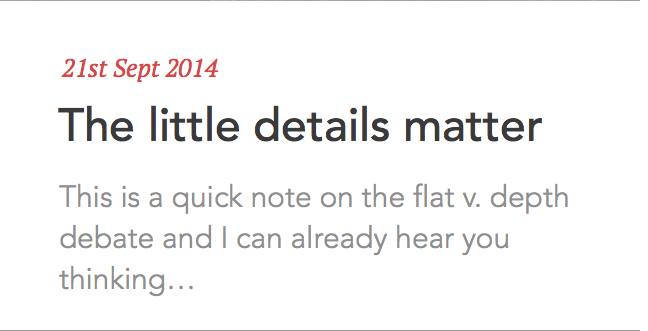 21st Sept 2014
The little details matter
This is a quick note on the flat v. depth
debate and I can already hear you
thinking…